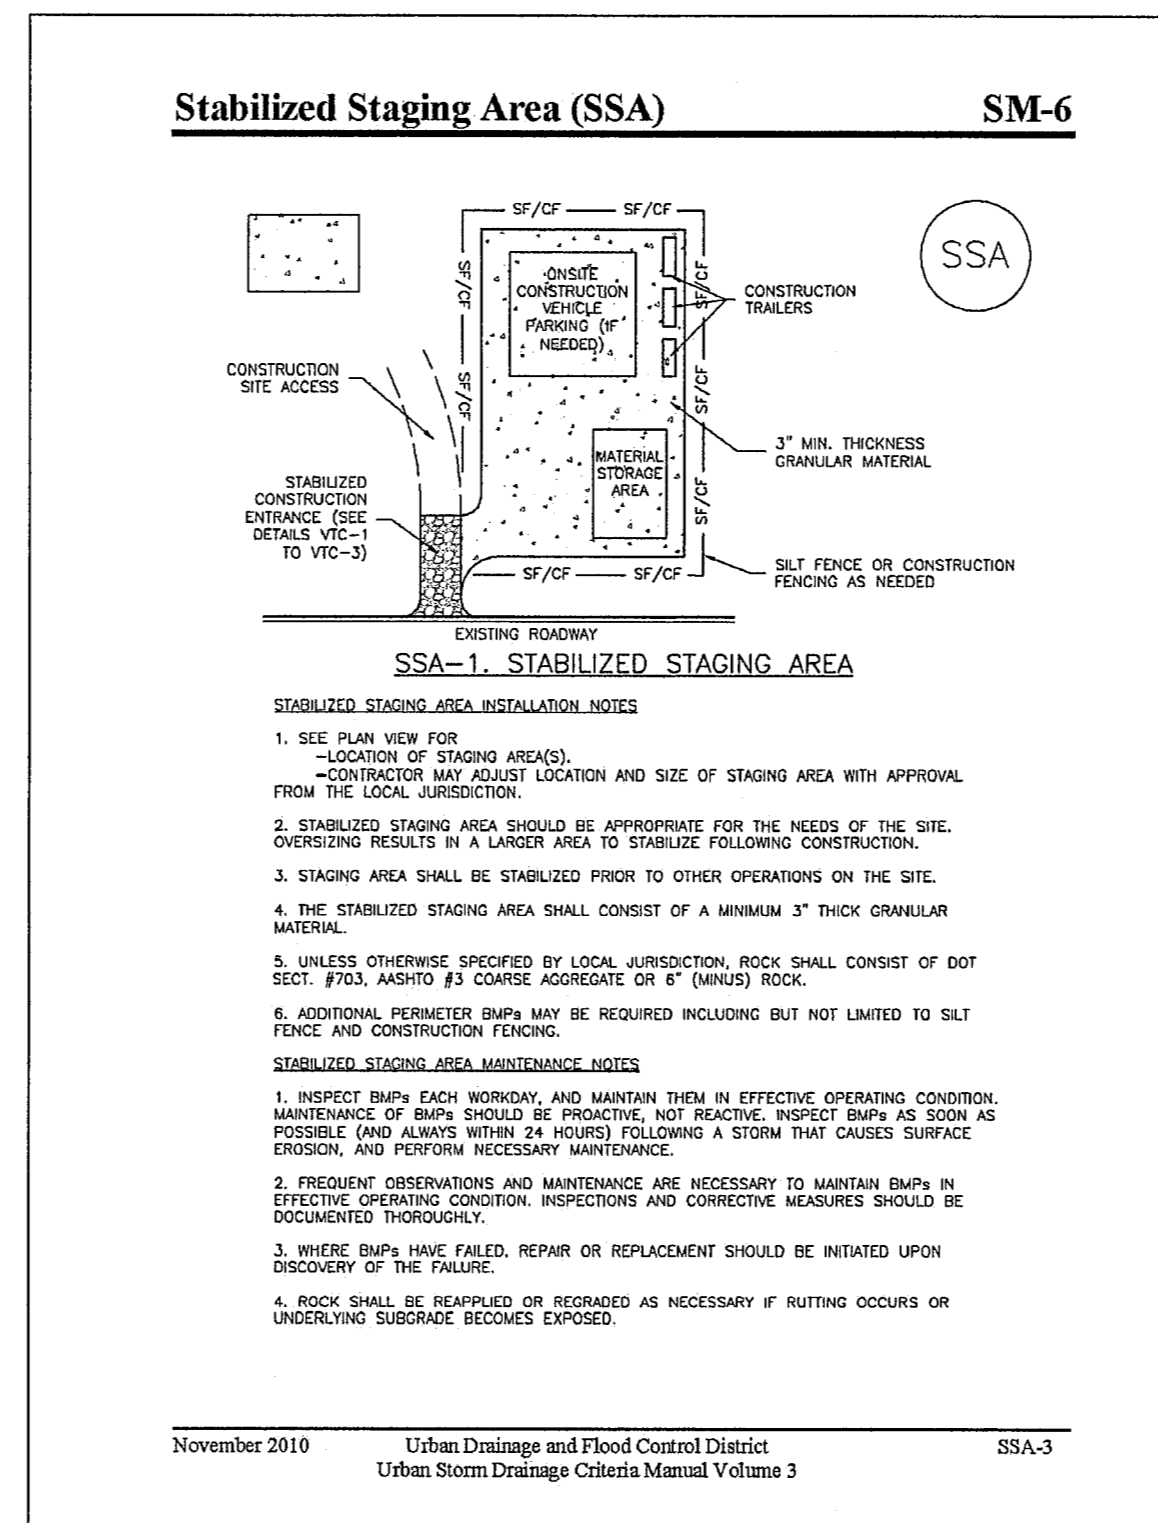 Stabilized Staging Area (SSA) SM-6
SF/CF SF/CF
SSA
SF/CF
SF/CF
ONSITE
CONSTRUCTION
VEHICLE
PARKING (IF
NEEDED)
CONSTRUCTION
TRAILERS
CONSTRUCTION
SITE ACCESS
SF/CF
SF/CF
3" MIN. THICKNESS
GRANULAR MATERIAL
MATERIAL
STORAGE
AREA
STABILIZED
CONSTRUCTION
ENTRANCE (SEE
DETAILS VTC-1
TO VTC-3)
SF/CF
SF/CF SF/CF
SILT FENCE OR CONSTRUCTION
FENCING AS NEEDED
EXISTING ROADWAY
SSA-1. STABILIZED STAGING AREA
STABILIZED STAGING AREA INSTALLATION NOTES
1. SEE PLAN VIEW FOR
-LOCATION OF STAGING AREA(S).
-CONTRACTOR MAY ADJUST LOCATION AND SIZE OF STAGING AREA WITH APPROVAL
FROM THE LOCAL JURISDICTION.
2. STABILIZED STAGING AREA SHOULD BE APPROPRIATE FOR THE NEEDS OF THE SITE.
OVERSIZING RESULTS IN A LARGER AREA TO STABILIZE FOLLOWING CONSTRUCTION.
3. STAGING AREA SHALL BE STABILIZED PRIOR TO OTHER OPERATIONS ON THE SITE.
4. THE STABILIZED STAGING AREA SHALL CONSIST OF A MINIMUM 3" THICK GRANULAR
MATERIAL.
5. UNLESS OTHERWISE SPECIFIED BY LOCAL JURISDICTION, ROCK SHALL CONSIST OF DOT
SECT. #703, AASHTO #3 COARSE AGGREGATE OR 6" (MINUS) ROCK.
6. ADDITIONAL PERIMETER BMPs MAY BE REQUIRED INCLUDING BUT NOT LIMITED TO SILT
FENCE AND CONSTRUCTION FENCING.
STABILIZED STAGING AREA MAINTENANCE NOTES
1. INSPECT BMPs EACH WORKDAY, AND MAINTAIN THEM IN EFFECTIVE OPERATING CONDITION.
MAINTENANCE OF BMPs SHOULD BE PROACTIVE, NOT REACTIVE. INSPECT BMPs AS SOON AS
POSSIBLE (AND ALWAYS WITHIN 24 HOURS) FOLLOWING A STORM THAT CAUSES SURFACE
EROSION, AND PERFORM NECESSARY MAINTENANCE.
2. FREQUENT OBSERVATIONS AND MAINTENANCE ARE NECESSARY TO MAINTAIN BMPs IN
EFFECTIVE OPERATING CONDITION. INSPECTIONS AND CORRECTIVE MEASURES SHOULD BE
DOCUMENTED THOROUGHLY.
3. WHERE BMPs HAVE FAILED, REPAIR OR REPLACEMENT SHOULD BE INITIATED UPON
DISCOVERY OF THE FAILURE.
4. ROCK SHALL BE REAPPLIED OR REGRADED AS NECESSARY IF RUTTING OCCURS OR
UNDERLYING SUBGRADE BECOMES EXPOSED.
November 2010 Urban Drainage and Flood Control District SSA-3
Urban Storm Drainage Criteria Manual Volume 3